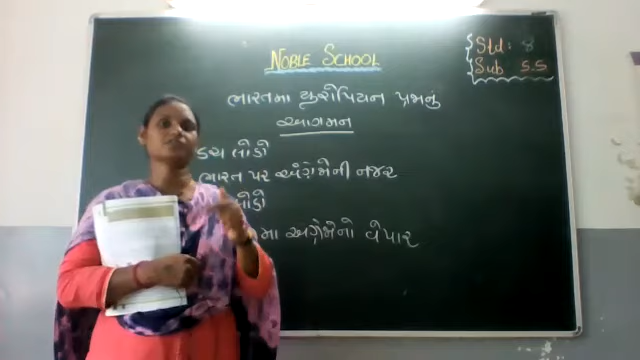 NOBLE SCHOOL
Std: 8
Sub S.S
ભારતમા યુરોપિયન પ્રજાનું
આગમન
ડચ લોકો
ભારત પર અંગ્રેજેની નજર
લોકો
મા અંગ્રેજેનો વેપાર